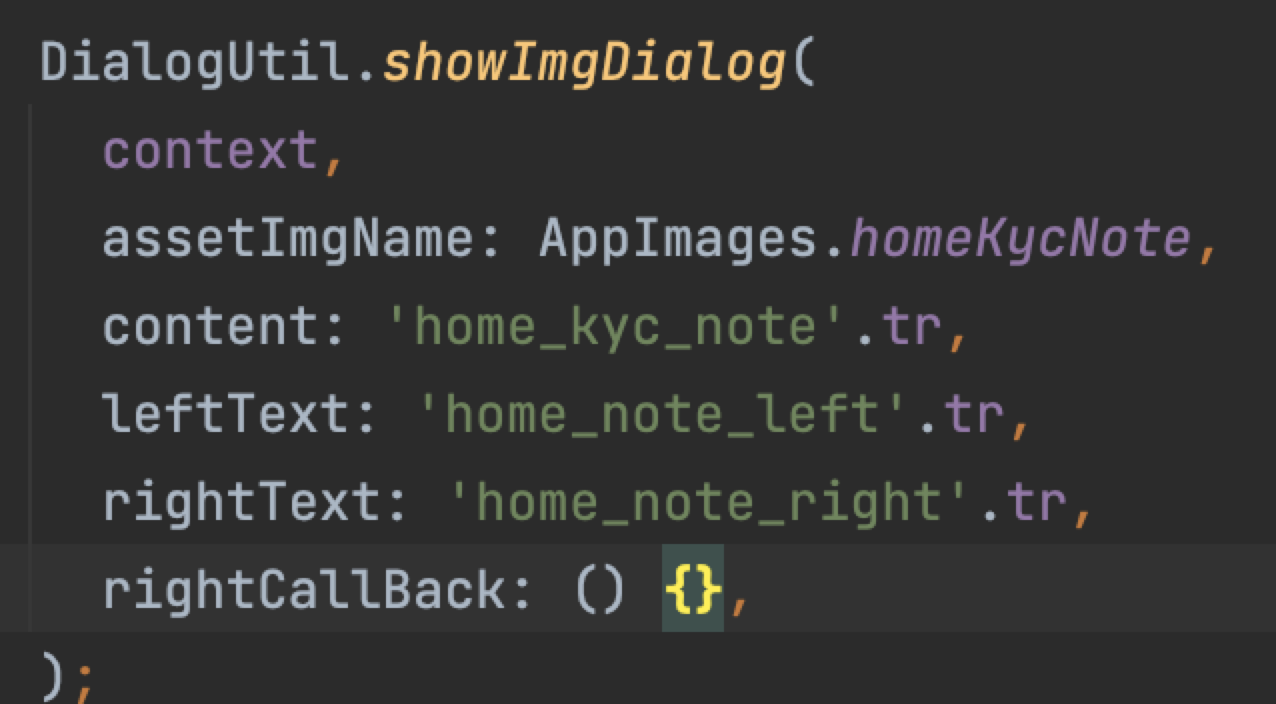 DialogUtil.showImgDialog(
context,
assetImgName: AppImages.homeKycNote,
content: 'home_kyc_note'.tr,
leftText: 'home_note_left'.tr,
rightText: 'home_note_right'.tr,
rightCallBack: () {},
);